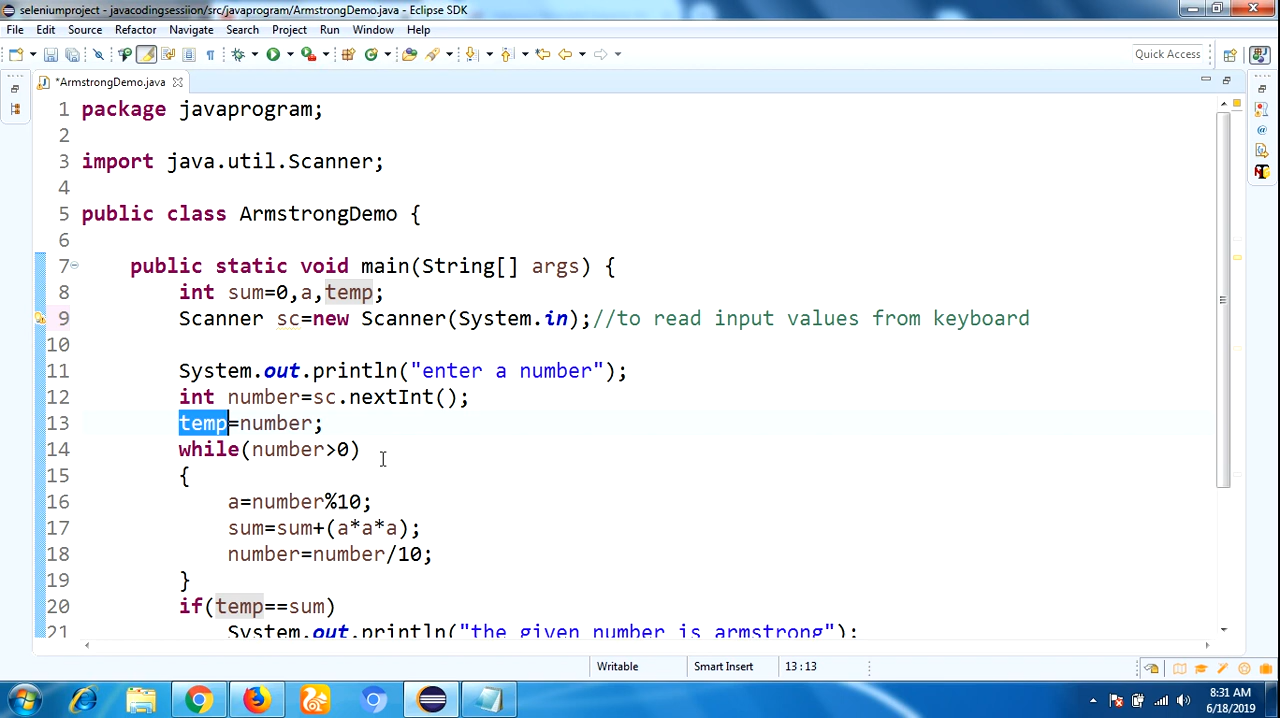 seleniumproject - javacodingsessiion/src/javaprogram/ArmstrongDemo.java - Eclipse SDK
File Edit Source Refactor Navigate Search Project Run Window Help
Quick Access
*ArmstrongDemo.java
1 package javaprogram;
2
3 import java.util.Scanner;
4
5 public class ArmstrongDemo {
6
7 public static void main(String[] args) {
8 int sum=0,a,temp;
9 Scanner sc=new Scanner(System.in);//to read input values from keyboard
10
11 System.out.println("enter a number");
12 int number=sc.nextInt();
13 temp=number;
14 while(number>0)
15 {
16 a=number%10;
17 sum=sum+(a*a*a);
18 number=number/10;
19 }
20 if(temp==sum)
21 System.out.println("the given number is armstrong");
Writable Smart Insert 13:13
8:31 AM
6/18/2019